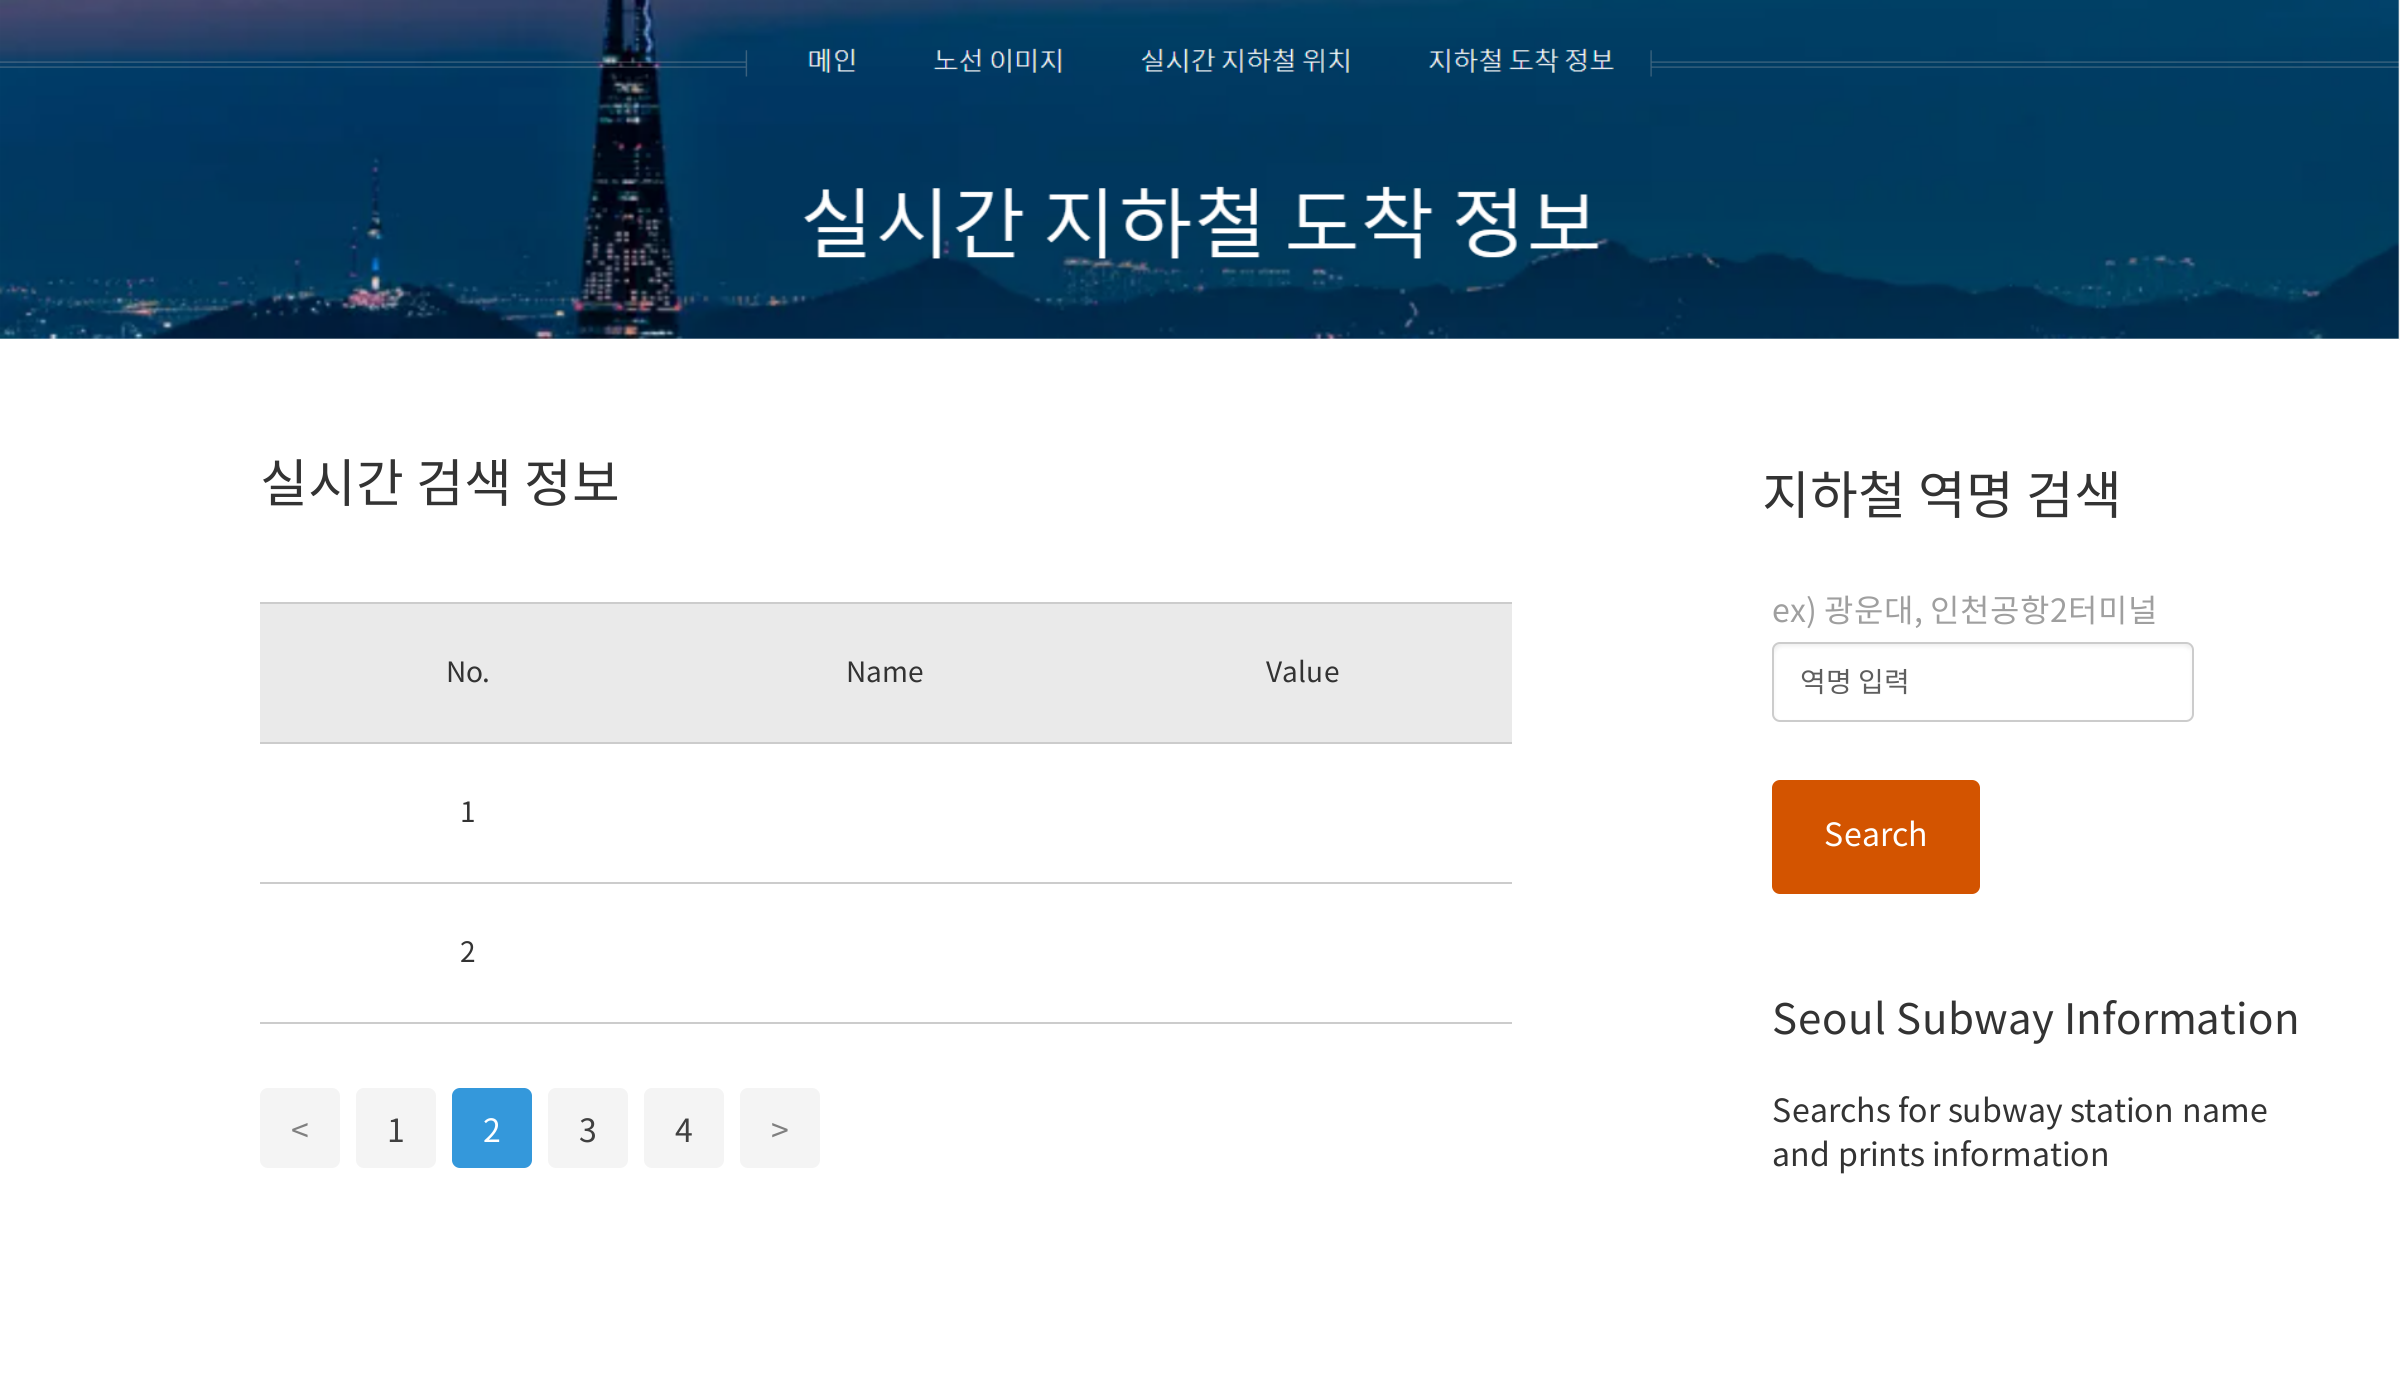 메인 노선 이미지 실시간 지하철 위치 지하철 도착 정보
실시간 지하철 도착 정보
실시간 검색 정보
No. Name Value
1
2
< 1 2 3 4 >
지하철 역명 검색
ex) 광운대, 인천공항2터미널
역명 입력
Search
Seoul Subway Information
Searchs for subway station name
and prints information